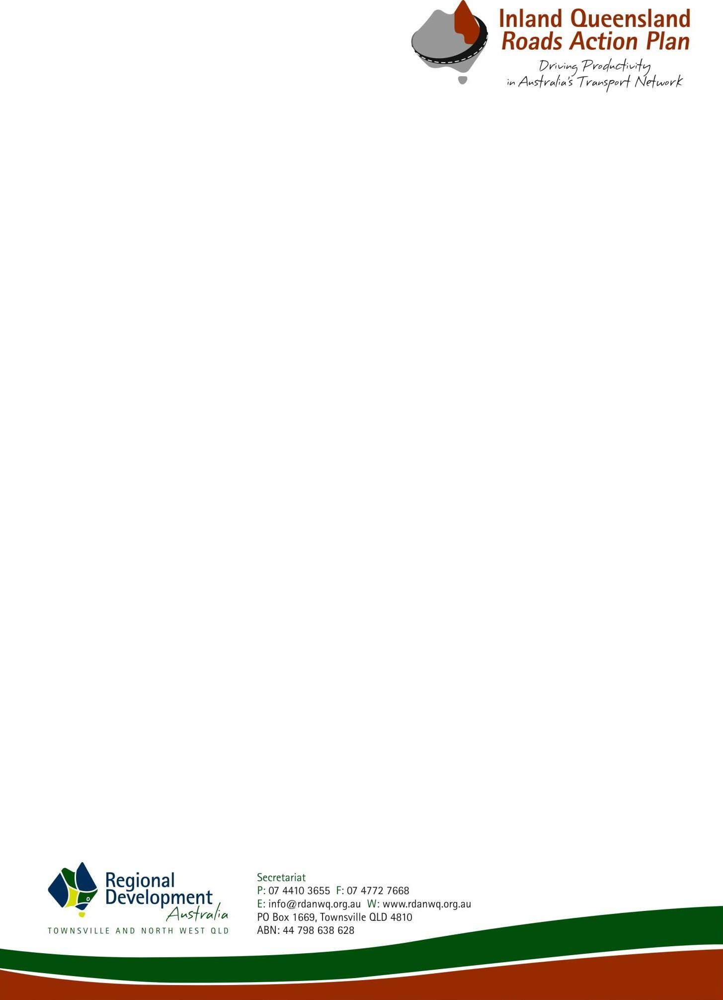 Inland Queensland
Roads Action Plan
Driving Productivity
in Australia's Transport Network
Regional
Development
Australia
TOWNSVILLE AND NORTH WEST QLD
Secretariat
P: 07 4410 3655 F: 07 4772 7668
E: info@rdanwq.org.au W: www.rdanwq.org.au
PO Box 1669, Townsville QLD 4810
ABN: 44 798 638 628